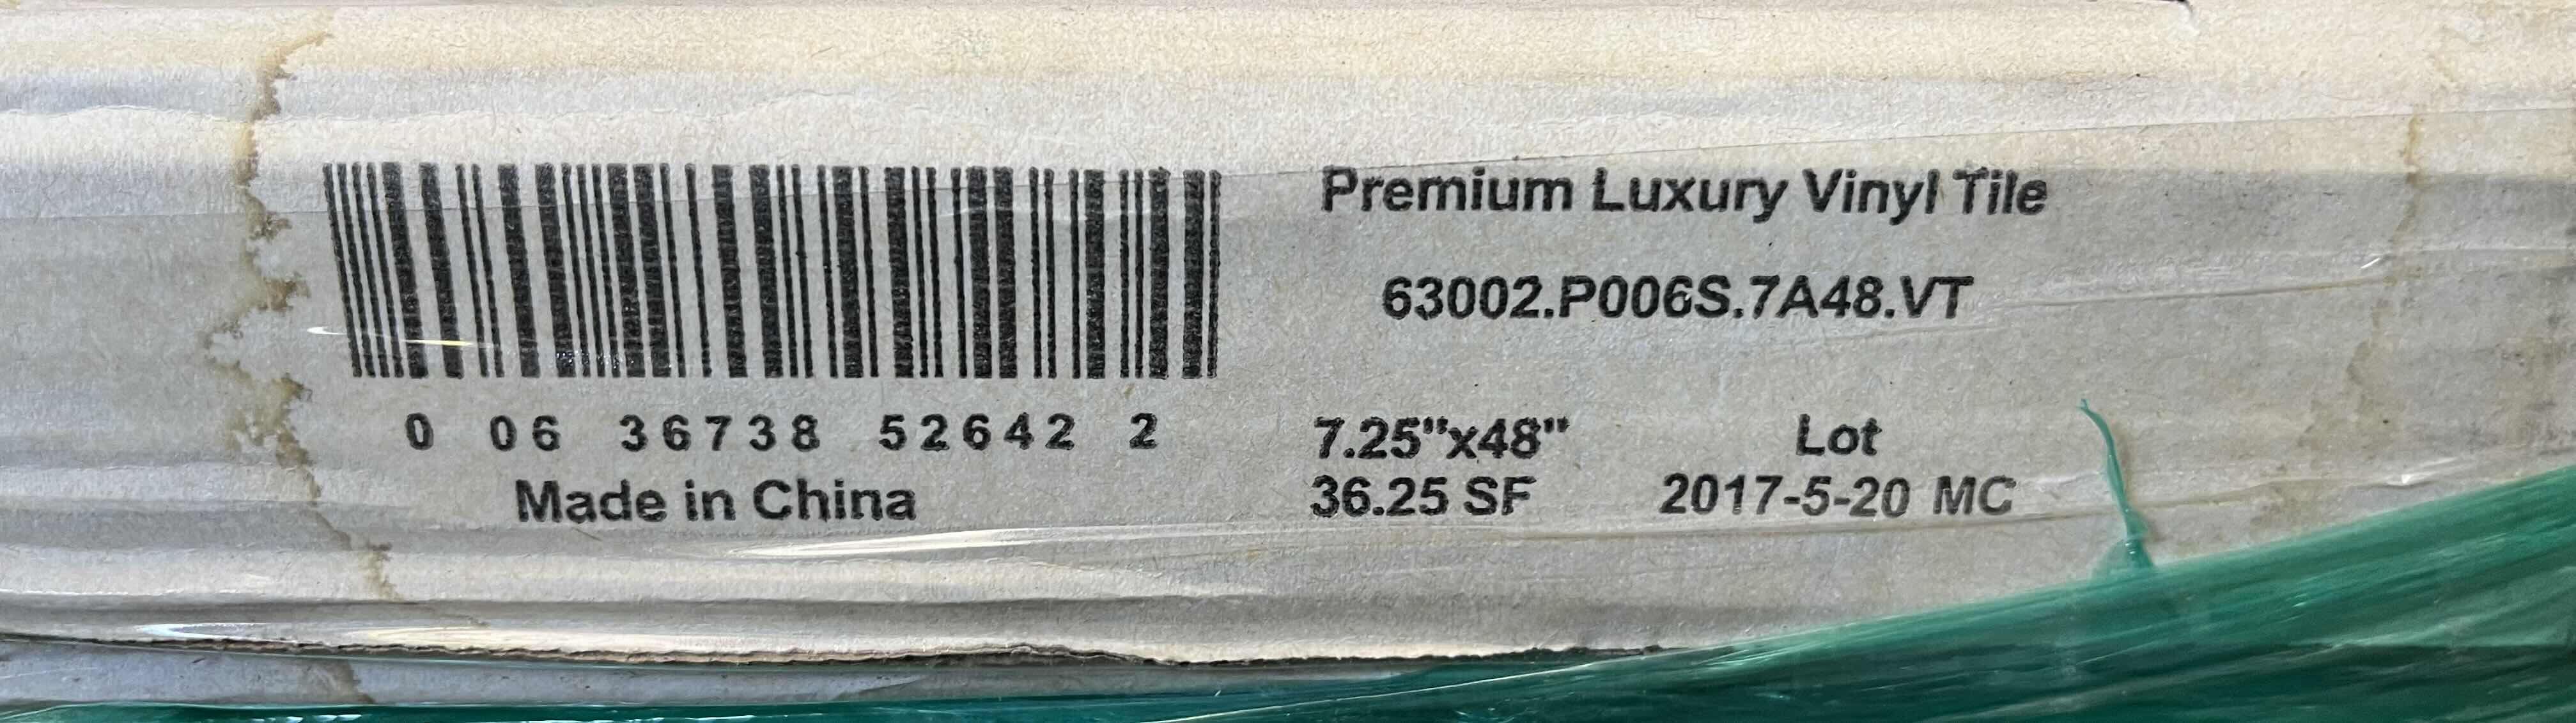 Premium Luxury Vinyl Tile
63002.P006S.7A48.VT
0 06 36738 52642 2
Made in China
7.25"x48"
36.25 SF
Lot
2017-5-20 MC